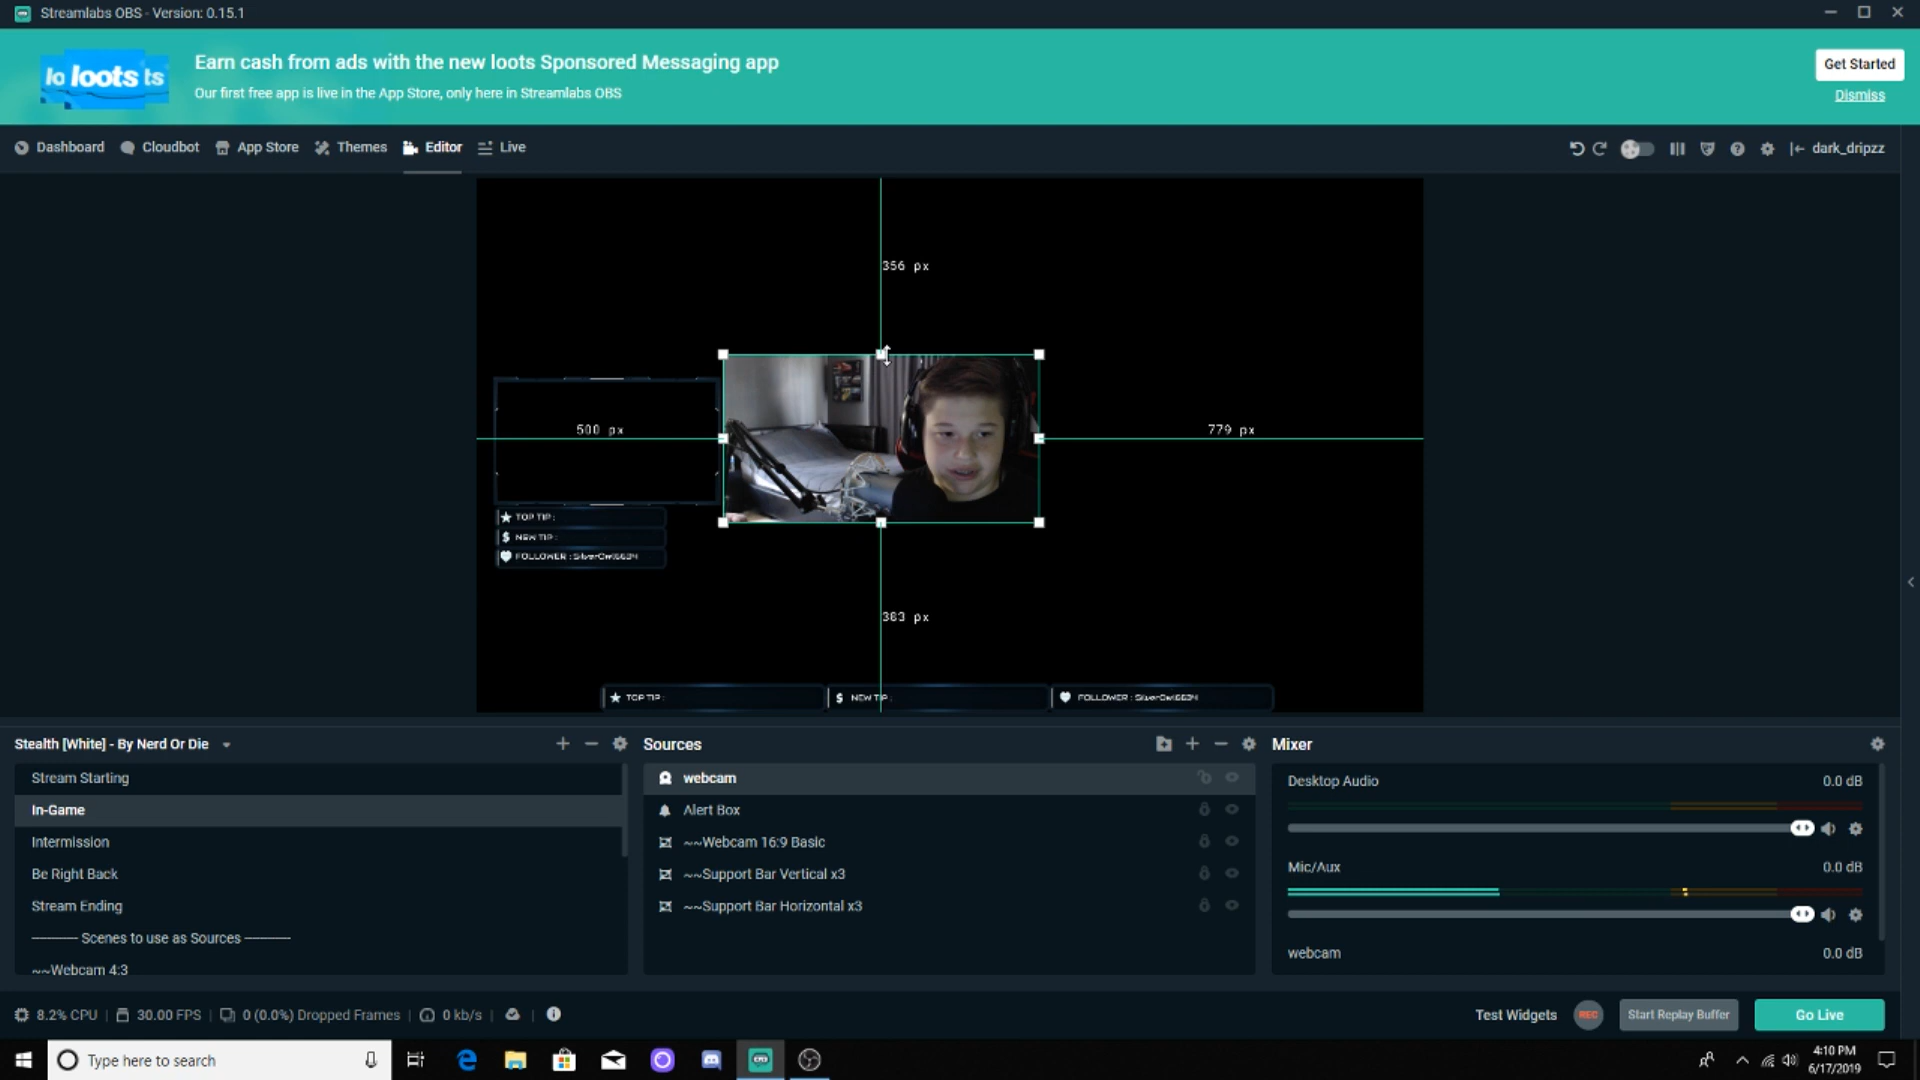 Streamlabs OBS - Version: 0.15.1
lo loots ts
Earn cash from ads with the new loots Sponsored Messaging app
Our first free app is live in the App Store, only here in Streamlabs OBS
Get Started
Dismiss
Dashboard
Cloudbot
App Store
Themes
Editor
Live
dark_dripzz
356 px
500 px
779 px
383 px
TOP TIP :
NEW TIP :
FOLLOWER :
TOP TIP :
NEW TIP :
FOLLOWER :
Stealth [White] - By Nerd Or Die
Stream Starting
In-Game
Intermission
Be Right Back
Stream Ending
---------- Scenes to use as Sources ----------
~~Webcam 4:3
Sources
webcam
Alert Box
~~Webcam 16:9 Basic
~~Support Bar Vertical x3
~~Support Bar Horizontal x3
Mixer
Desktop Audio 0.0 dB
Mic/Aux 0.0 dB
webcam 0.0 dB
8.2% CPU
30.00 FPS
0 (0.0%) Dropped Frames
0 kb/s
Test Widgets
REC
Start Replay Buffer
Go Live
Type here to search
4:10 PM
6/17/2019